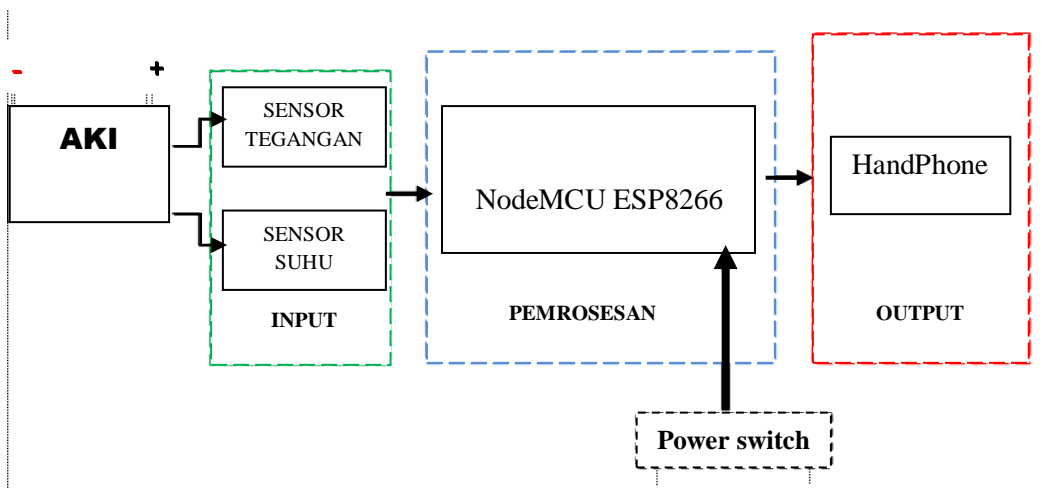 - +
AKI
SENSOR
TEGANGAN
SENSOR
SUHU
INPUT
NodeMCU ESP8266
PEMROSESAN
HandPhone
OUTPUT
Power switch